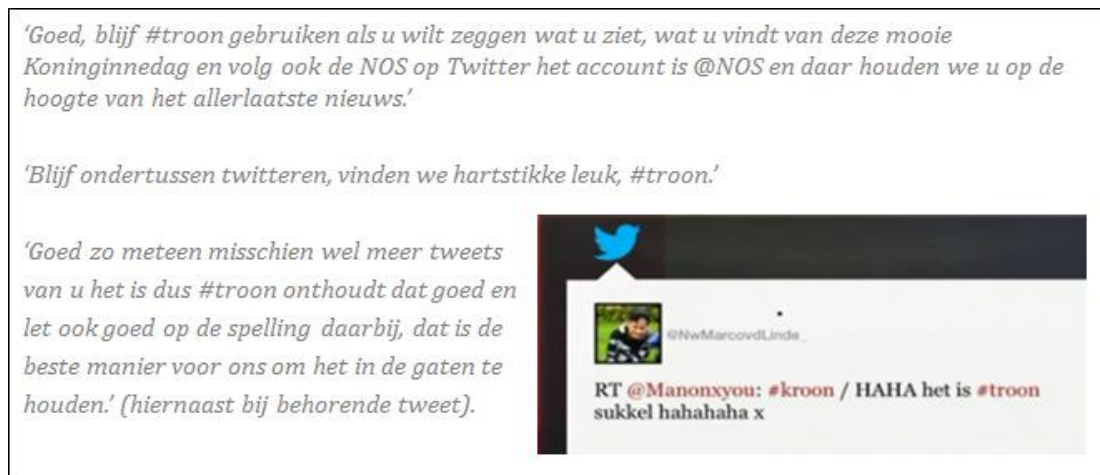 ‘Goed, blijf #troon gebruiken als u wilt zeggen wat u ziet, wat u vindt van deze mooie
Koninginnedag en volg ook de NOS op Twitter het account is @NOS en daar houden we u op de
hoogte van het allerlaatste nieuws.’
‘Blijf ondertussen twitteren, vinden we hartstikke leuk, #troon.’
‘Goed zo meteen misschien wel meer tweets
van u het is dus #troon onthoudt dat goed en
let ook goed op de spelling daarbij, dat is de
beste manier voor ons om het in de gaten te
houden.’ (hiernaast bij behorende tweet).
@NwMarcovdLinde_
RT @Manonxyou: #kroon / HAHA het is #troon
sukkel hahahaha x